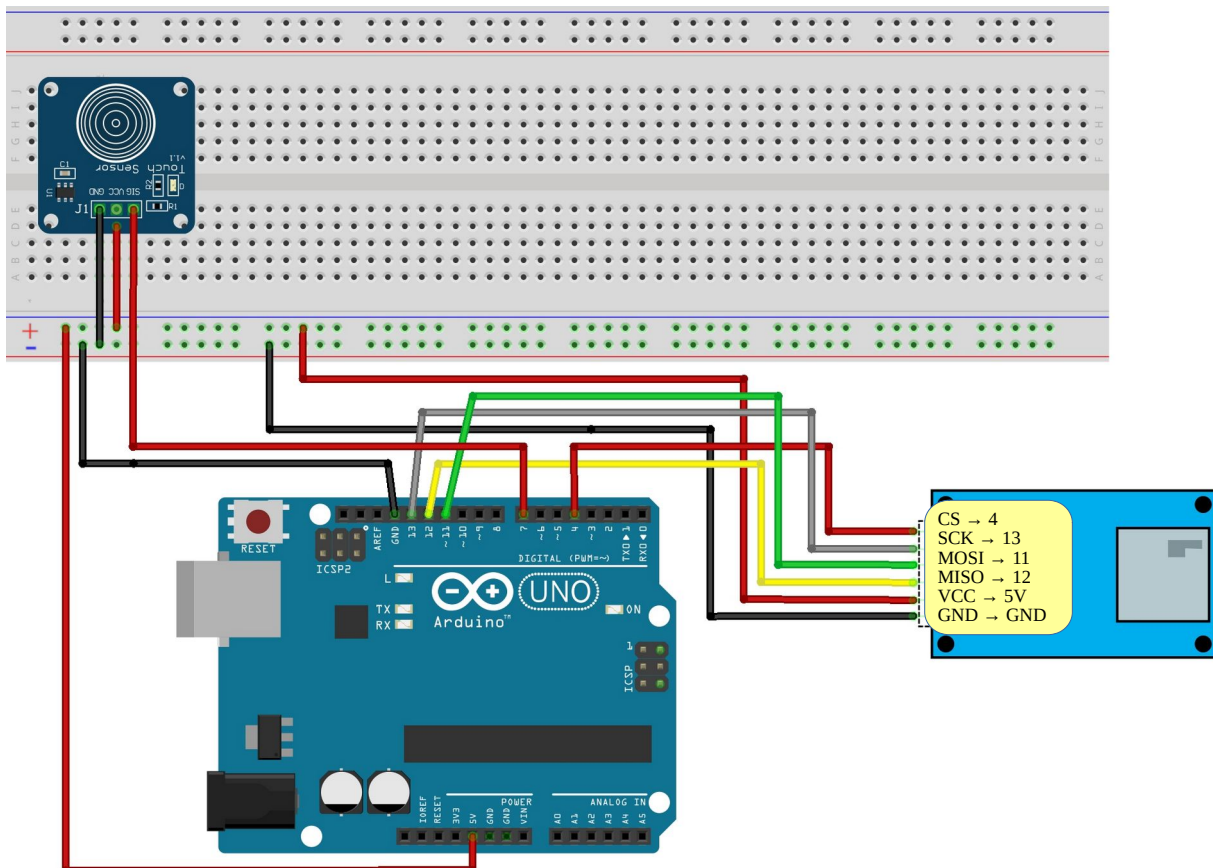 J J
I I
H H
G G
F F
Sensor
Touch
v1.1
C1
U1
R2
D
GND VCC SIG
J1
R1
E E
D D
C C
B B
A A
+
-
RESET
ICSP2
AREF
GND
13
12
~11
~10
~9
8
7
~6
~5
4
~3
2
TX0▶1
RX0◀0
DIGITAL (PWM=~)
L
TX
RX
UNO
Arduino™
ON
1
ICSP
IOREF
RESET
3V3
5V
GND
GND
VIN
POWER
ANALOG IN
A0
A1
A2
A3
A4
A5
CS → 4
SCK → 13
MOSI → 11
MISO → 12
VCC → 5V
GND → GND